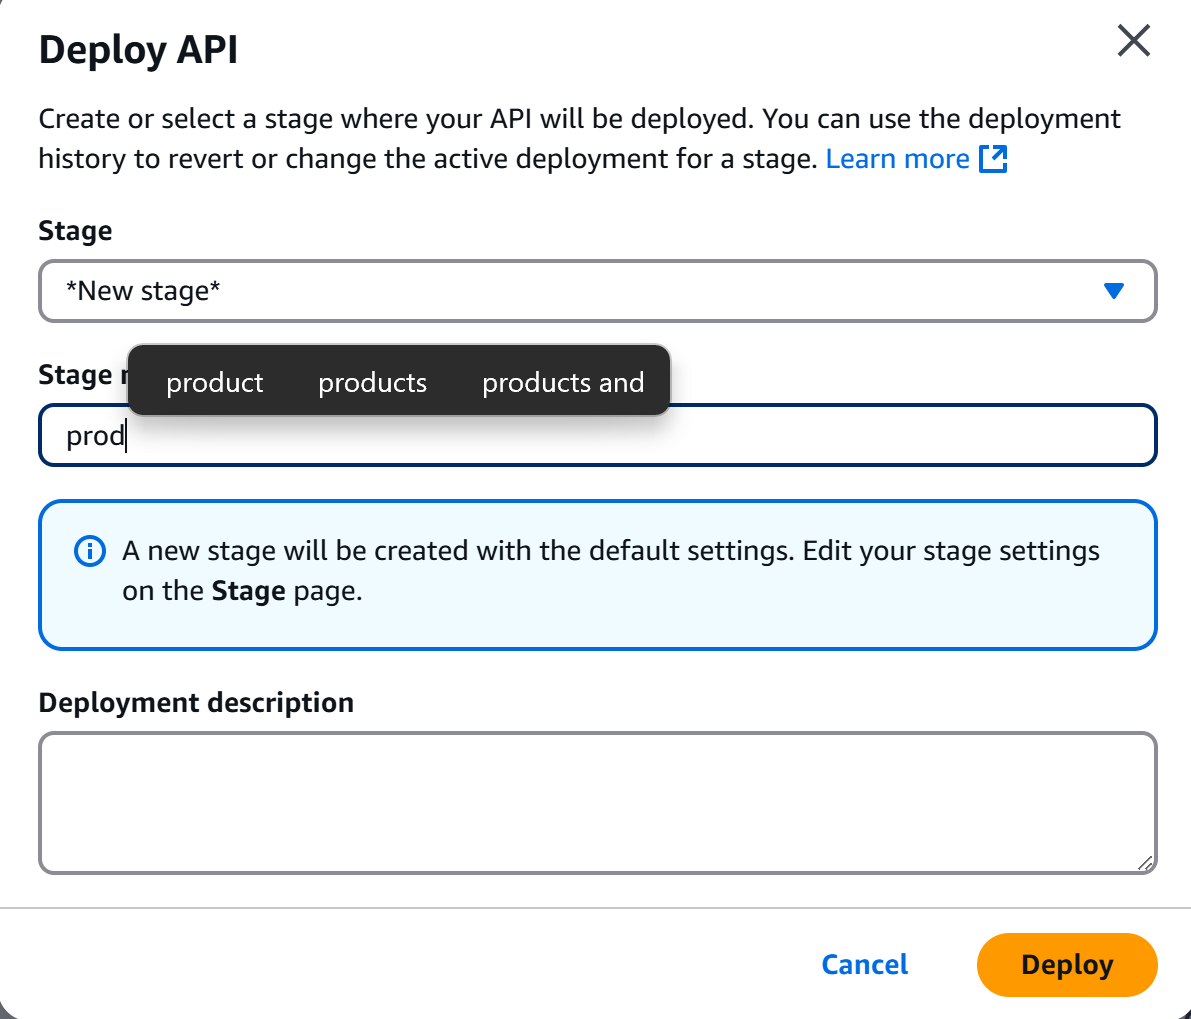 Deploy API
Create or select a stage where your API will be deployed. You can use the deployment
history to revert or change the active deployment for a stage. Learn more
Stage
*New stage*
Stage
product products products and
prod
A new stage will be created with the default settings. Edit your stage settings
on the Stage page.
Deployment description
Cancel Deploy